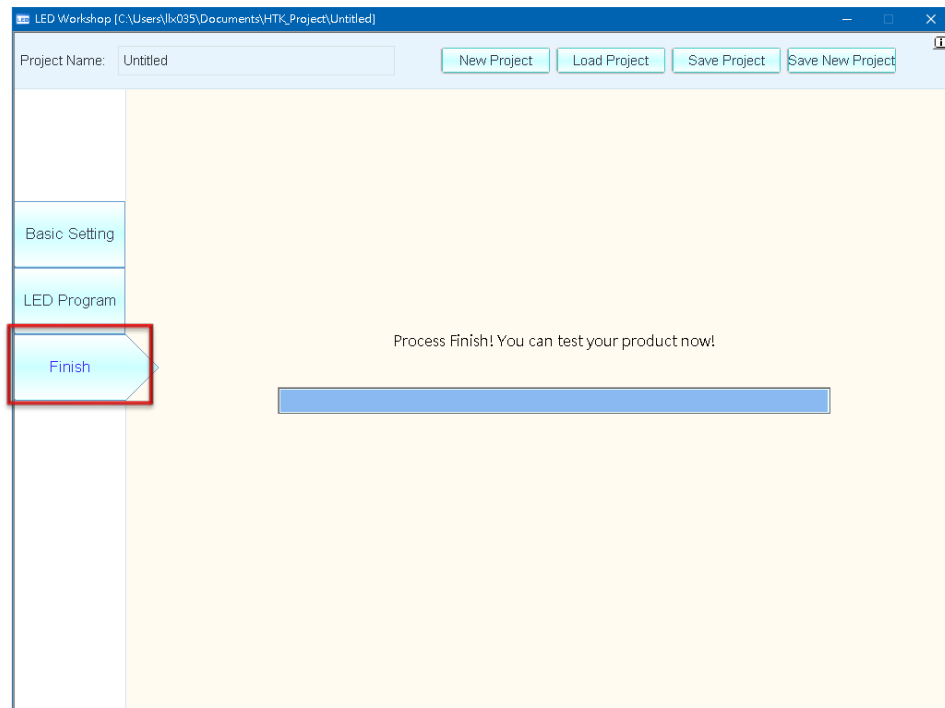 LED LED Workshop [C:\Users\llx035\Documents\HTK_Project\Untitled]
Project Name: Untitled New Project Load Project Save Project Save New Project
Basic Setting
LED Program
Process Finish! You can test your product now!
Finish